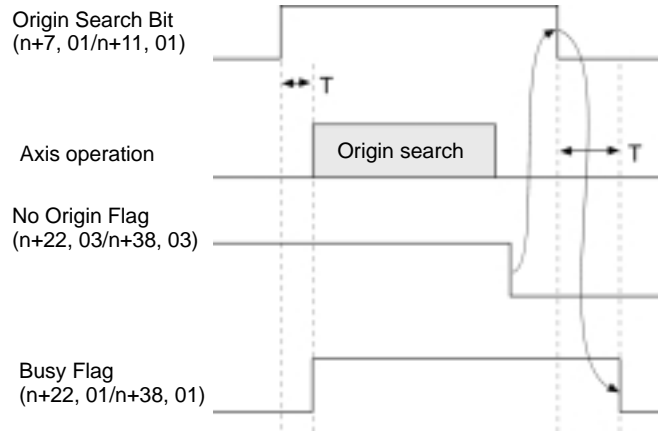 Origin Search Bit
(n+7, 01/n+11, 01)
T
Axis operation
Origin search
T
No Origin Flag
(n+22, 03/n+38, 03)
Busy Flag
(n+22, 01/n+38, 01)